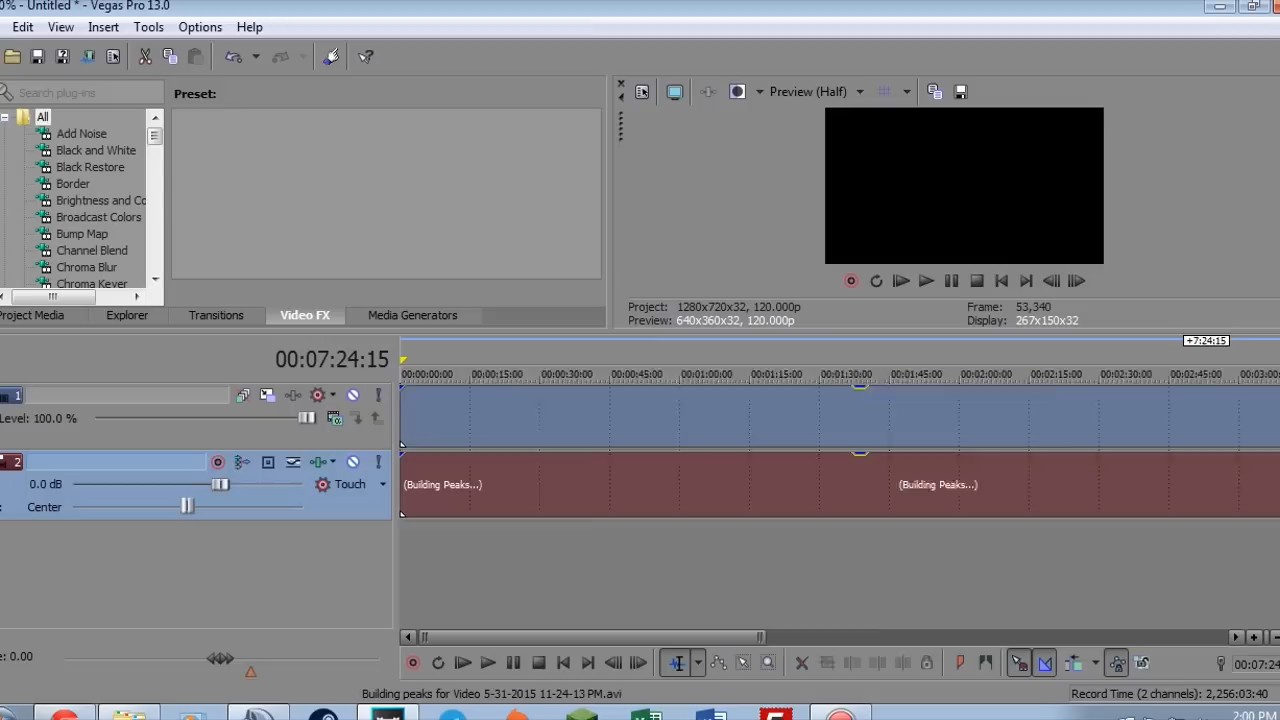 0% - Untitled * - Vegas Pro 13.0
Edit View Insert Tools Options Help
Search plug-ins
Preset:
Preview (Half)
All
Add Noise
Black and White
Black Restore
Border
Brightness and Co
Broadcast Colors
Bump Map
Channel Blend
Chroma Blur
Chroma Keyer
Project: 1280x720x32, 120.000p
Frame: 53,340
Preview: 640x360x32, 120.000p
Display: 267x150x32
Project Media Explorer Transitions Video FX Media Generators
+7:24:15
00:07:24:15
00:00:00:00 00:00:15:00 00:00:30:00 00:00:45:00 00:01:00:00 00:01:15:00 00:01:30:00 00:01:45:00 00:02:00:00 00:02:15:00 00:02:30:00 00:02:45:00 00:03:00
1
Level: 100.0 %
2
0.0 dB Touch
(Building Peaks...) (Building Peaks...)
: Center
e: 0.00
00:07:24
Building peaks for Video 5-31-2015 11-24-13 PM.avi
Record Time (2 channels): 2,256:03:40
2:00 PM